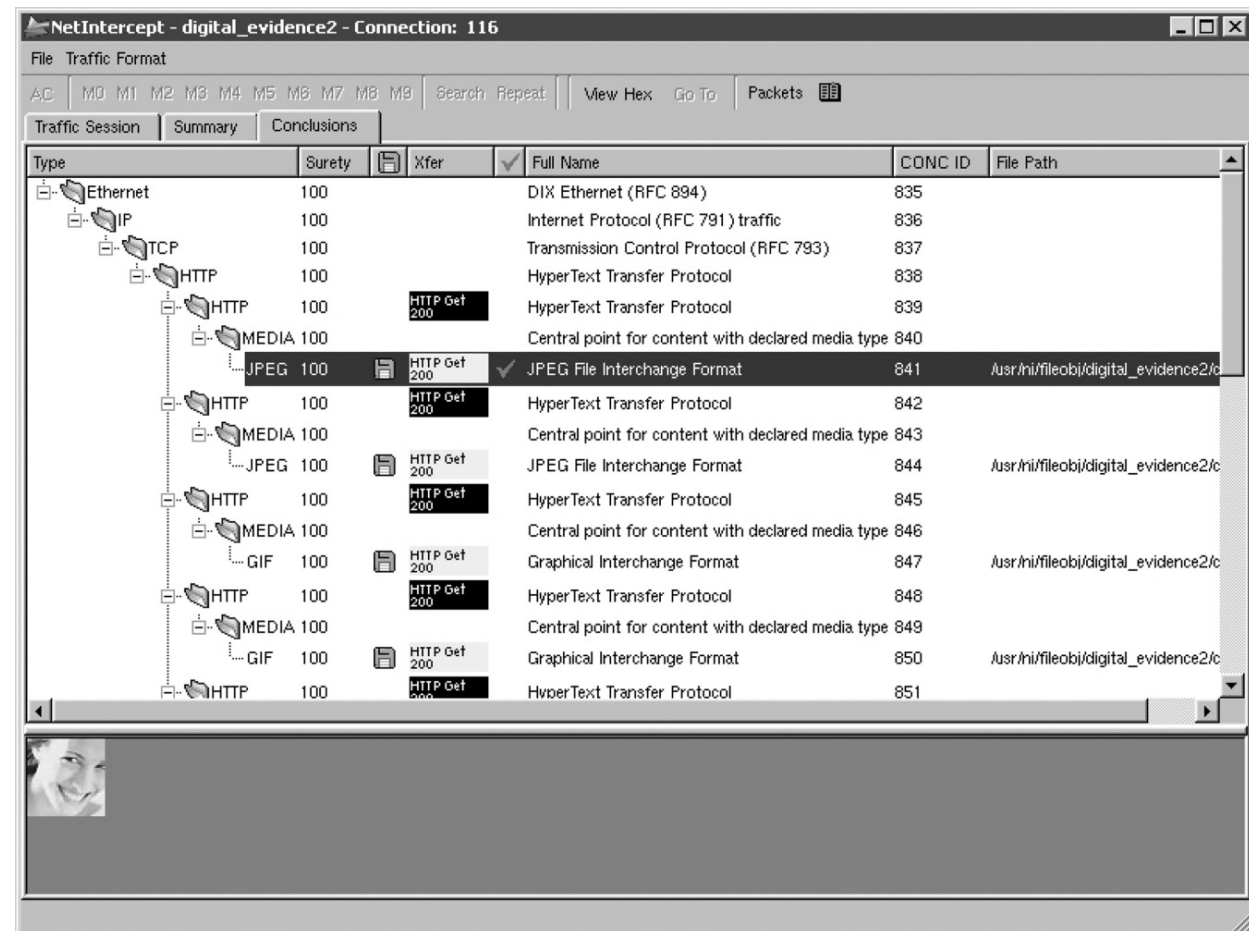 NetIntercept - digital_evidence2 - Connection: 116
File Traffic Format
AC M0 M1 M2 M3 M4 M5 M6 M7 M8 M9 Search Repeat View Hex Go To Packets
Traffic Session Summary Conclusions
Type Surety Xfer Full Name CONC ID File Path
Ethernet 100 DIX Ethernet (RFC 894) 835
IP 100 Internet Protocol (RFC 791) traffic 836
TCP 100 Transmission Control Protocol (RFC 793) 837
HTTP 100 HyperText Transfer Protocol 838
HTTP 100 HTTP Get 200 HyperText Transfer Protocol 839
MEDIA 100 Central point for content with declared media type 840
JPEG 100 HTTP Get 200 JPEG File Interchange Format 841 /usr/ni/fileobj/digital_evidence2/c
HTTP 100 HTTP Get 200 HyperText Transfer Protocol 842
MEDIA 100 Central point for content with declared media type 843
JPEG 100 HTTP Get 200 JPEG File Interchange Format 844 /usr/ni/fileobj/digital_evidence2/c
HTTP 100 HTTP Get 200 HyperText Transfer Protocol 845
MEDIA 100 Central point for content with declared media type 846
GIF 100 HTTP Get 200 Graphical Interchange Format 847 /usr/ni/fileobj/digital_evidence2/c
HTTP 100 HTTP Get 200 HyperText Transfer Protocol 848
MEDIA 100 Central point for content with declared media type 849
GIF 100 HTTP Get 200 Graphical Interchange Format 850 /usr/ni/fileobj/digital_evidence2/c
HTTP 100 HTTP Get 200 HyperText Transfer Protocol 851